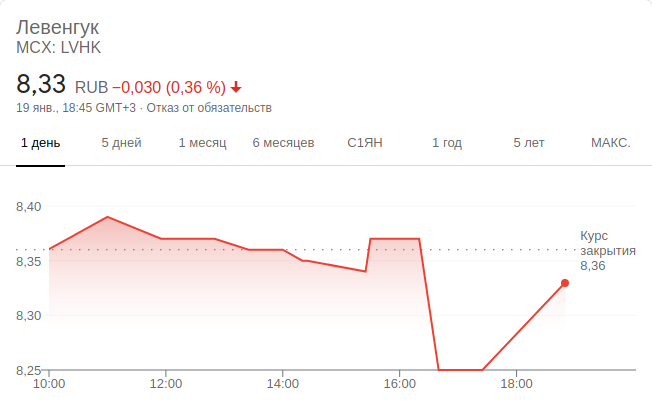 Левенгук
MCX: LVHK
8,33 RUB −0,030 (0,36 %)
19 янв., 18:45 GMT+3 · Отказ от обязательств
1 день 5 дней 1 месяц 6 месяцев С1ЯН 1 год 5 лет МАКС.
8,40
Курс
закрытия
8,36
8,35
8,30
8,25
10:00 12:00 14:00 16:00 18:00